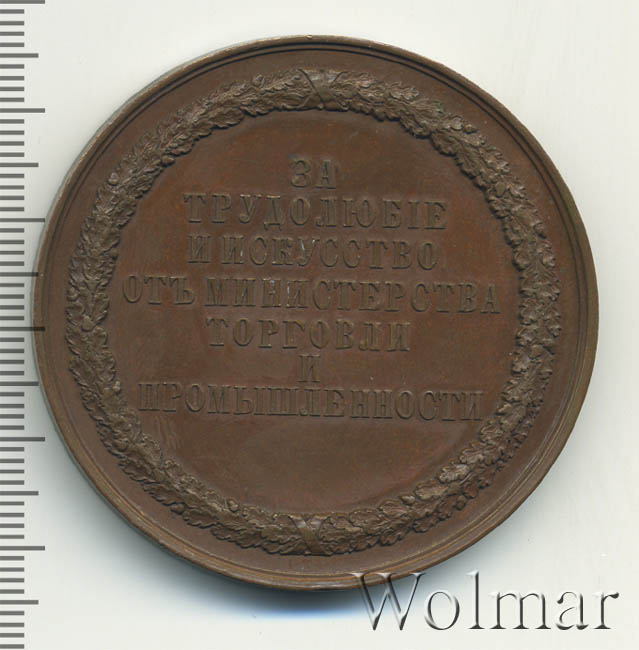 ЗА
ТРУДОЛЮБІЕ
И ИСКУССТВО
ОТЪ МИНИСТЕРСТВА
ТОРГОВЛИ
И
ПРОМЫШЛЕННОСТИ
Wolmar